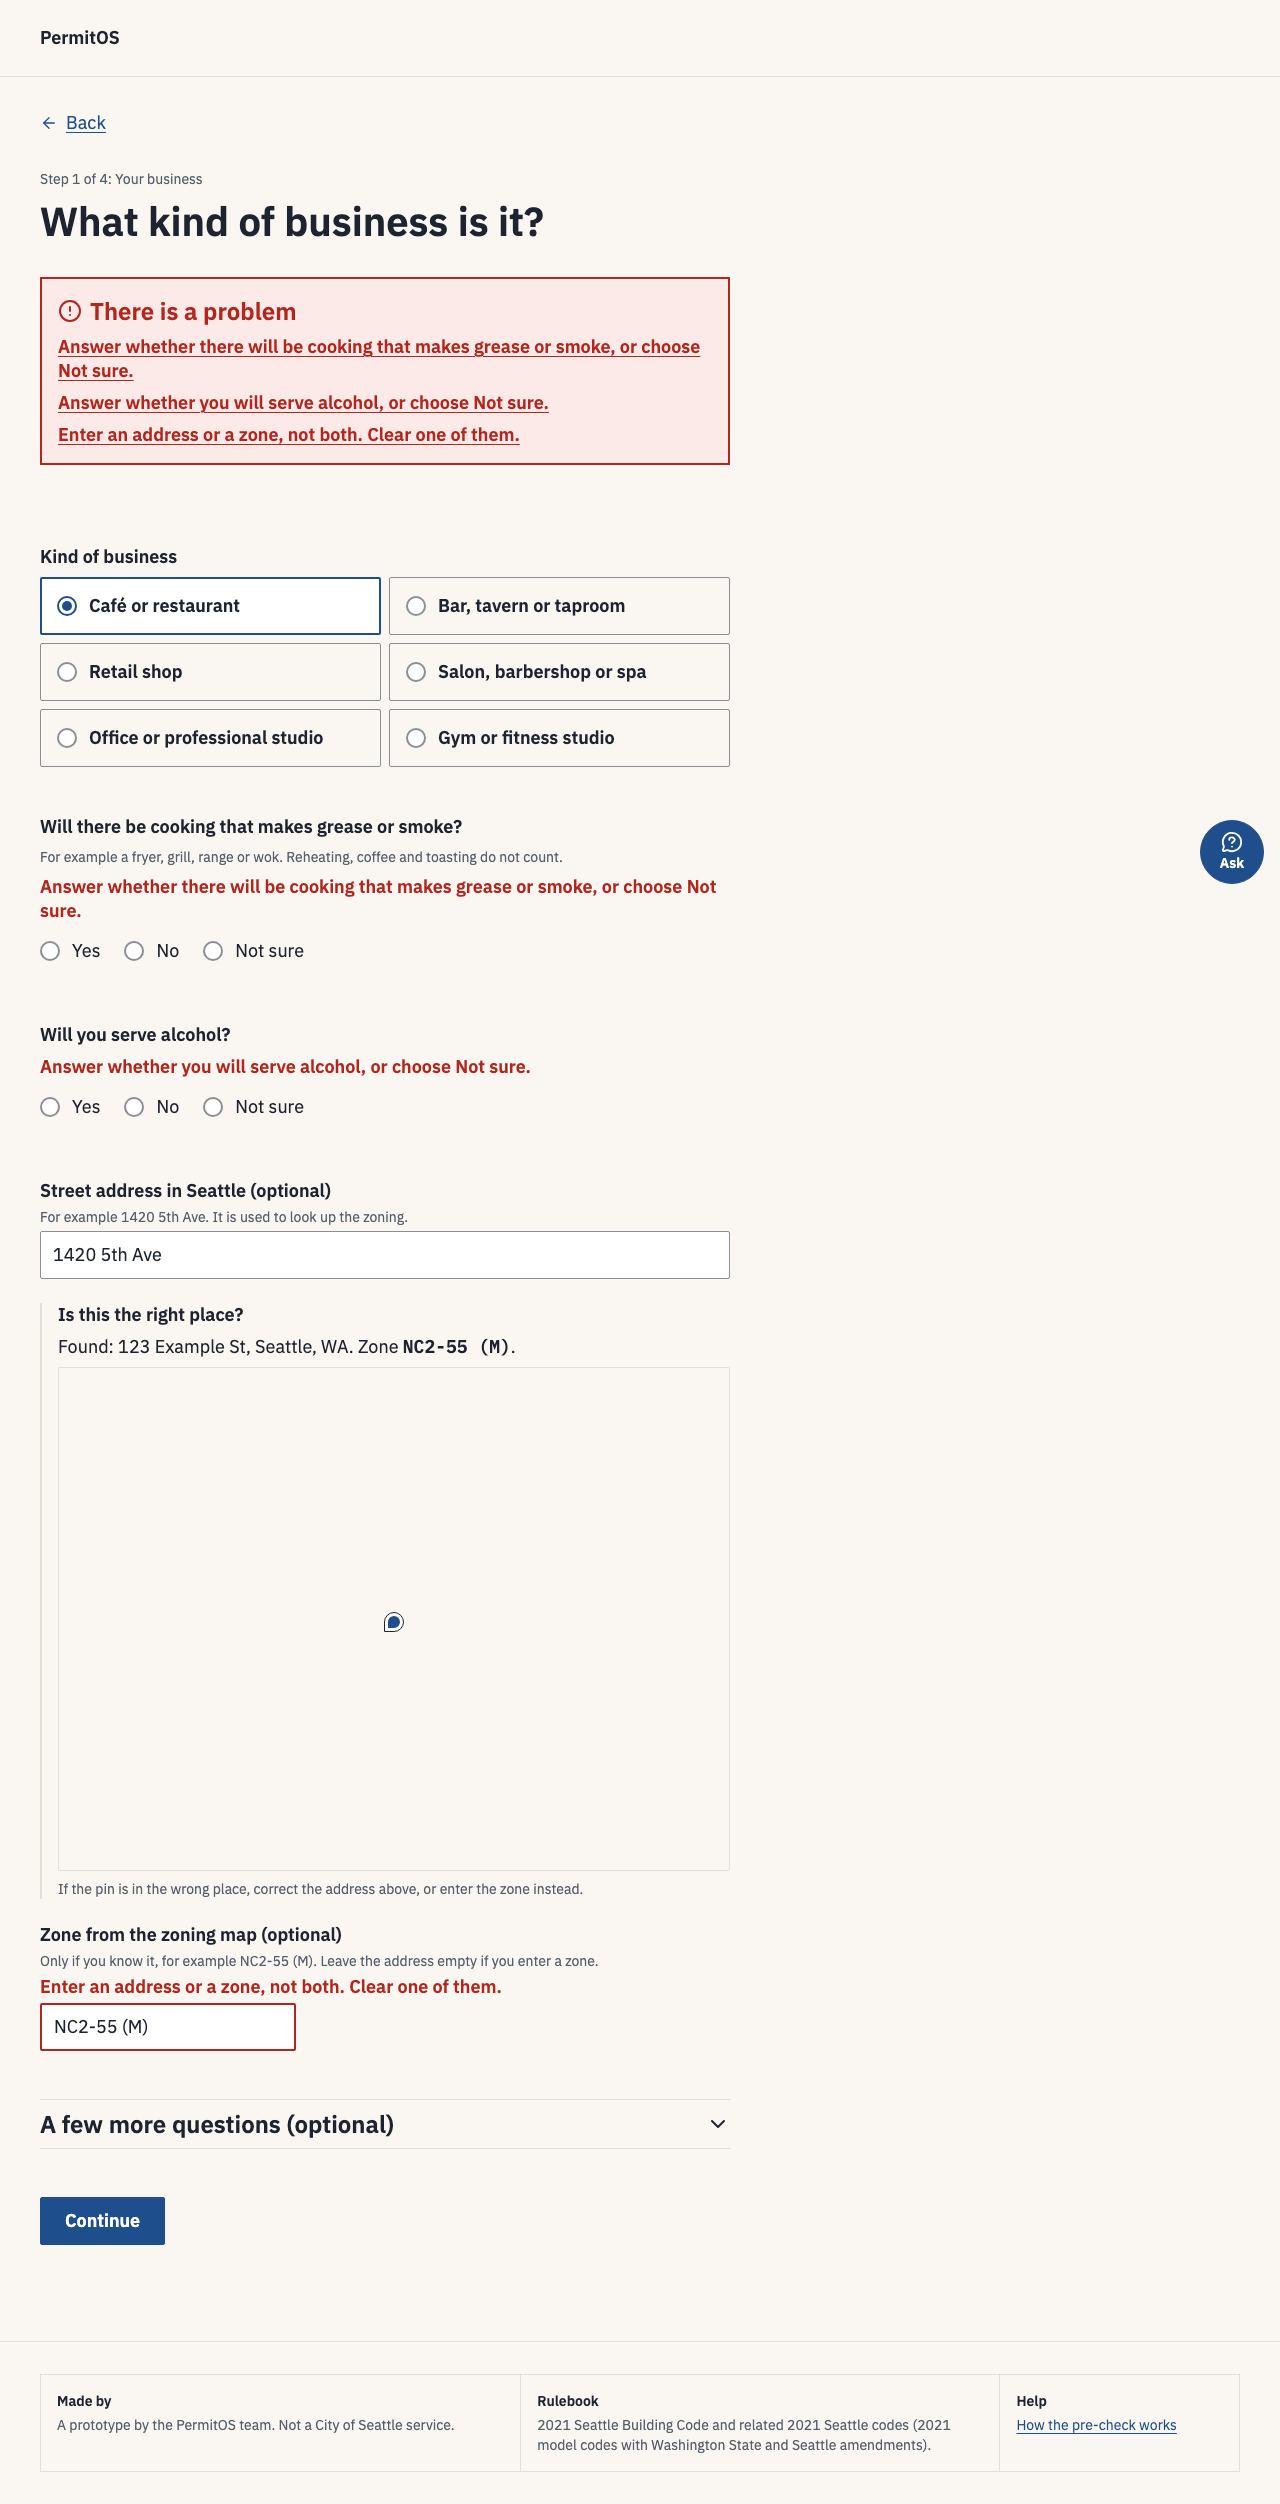 PermitOS
Back
Step 1 of 4: Your business
What kind of business is it?
There is a problem
Answer whether there will be cooking that makes grease or smoke, or choose
Not sure.
Answer whether you will serve alcohol, or choose Not sure.
Enter an address or a zone, not both. Clear one of them.
Kind of business
Café or restaurant
Bar, tavern or taproom
Retail shop
Salon, barbershop or spa
Office or professional studio
Gym or fitness studio
Will there be cooking that makes grease or smoke?
For example a fryer, grill, range or wok. Reheating, coffee and toasting do not count.
Ask
Answer whether there will be cooking that makes grease or smoke, or choose Not
sure.
Yes No Not sure
Will you serve alcohol?
Answer whether you will serve alcohol, or choose Not sure.
Yes No Not sure
Street address in Seattle (optional)
For example 1420 5th Ave. It is used to look up the zoning.
1420 5th Ave
Is this the right place?
Found: 123 Example St, Seattle, WA. Zone NC2-55 (M).
If the pin is in the wrong place, correct the address above, or enter the zone instead.
Zone from the zoning map (optional)
Only if you know it, for example NC2-55 (M). Leave the address empty if you enter a zone.
Enter an address or a zone, not both. Clear one of them.
NC2-55 (M)
A few more questions (optional)
Continue
Made by
A prototype by the PermitOS team. Not a City of Seattle service.
Rulebook
2021 Seattle Building Code and related 2021 Seattle codes (2021
model codes with Washington State and Seattle amendments).
Help
How the pre-check works